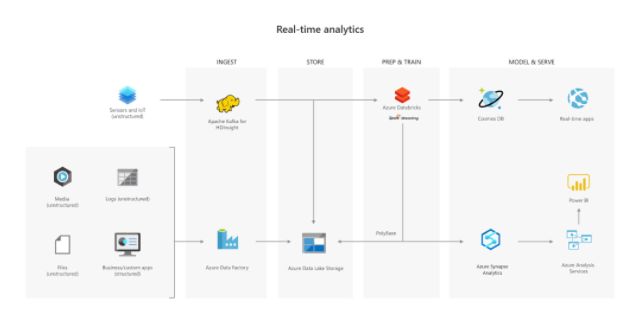 Real-time analytics
INGEST
STORE
PREP & TRAIN
MODEL & SERVE
Servers and IoT
(unstructured)
Apache Kafka for
HDInsight
Azure Databricks
Spark Streaming
Cosmos DB
Real-time apps
Media
(unstructured)
Logs (unstructured)
Power BI
PolyBase
Files
(unstructured)
Business/custom apps
(structured)
Azure Data Factory
Azure Data Lake Storage
Azure Synapse
Analytics
Azure Analysis
Services